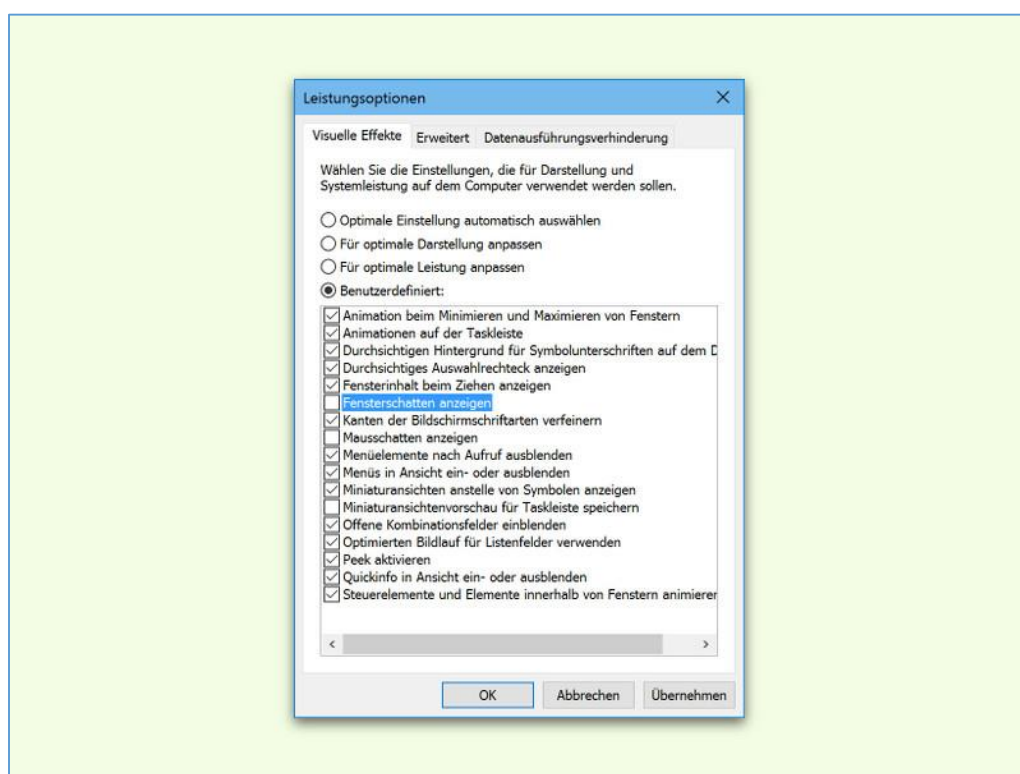 Leistungsoptionen
Visuelle Effekte Erweitert Datenausführungsverhinderung
Wählen Sie die Einstellungen, die für Darstellung und
Systemleistung auf dem Computer verwendet werden sollen.
Optimale Einstellung automatisch auswählen
Für optimale Darstellung anpassen
Für optimale Leistung anpassen
Benutzerdefiniert:
Animation beim Minimieren und Maximieren von Fenstern
Animationen auf der Taskleiste
Durchsichtigen Hintergrund für Symbolunterschriften auf dem D
Durchsichtiges Auswahlrechteck anzeigen
Fensterinhalt beim Ziehen anzeigen
Fensterschatten anzeigen
Kanten der Bildschirmschriftarten verfeinern
Mausschatten anzeigen
Menüelemente nach Aufruf ausblenden
Menüs in Ansicht ein- oder ausblenden
Miniaturansichten anstelle von Symbolen anzeigen
Miniaturansichtenvorschau für Taskleiste speichern
Offene Kombinationsfelder einblenden
Optimierten Bildlauf für Listenfelder verwenden
Peek aktivieren
Quickinfo in Ansicht ein- oder ausblenden
Steuerelemente und Elemente innerhalb von Fenstern animieren
OK Abbrechen Übernehmen